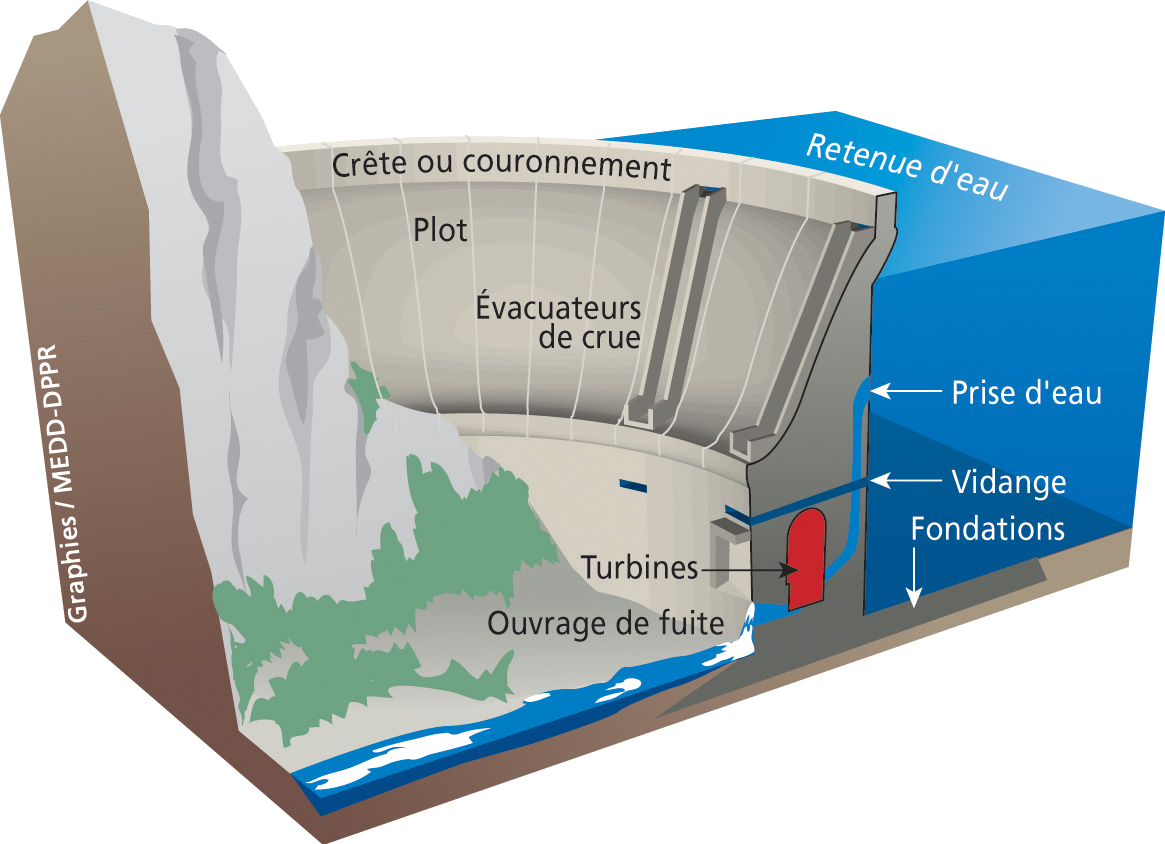 Crête ou couronnement
Retenue d'eau
Plot
Évacuateurs
de crue
Prise d'eau
Vidange
Fondations
Turbines
Ouvrage de fuite
Graphies / MEDD-DPPR